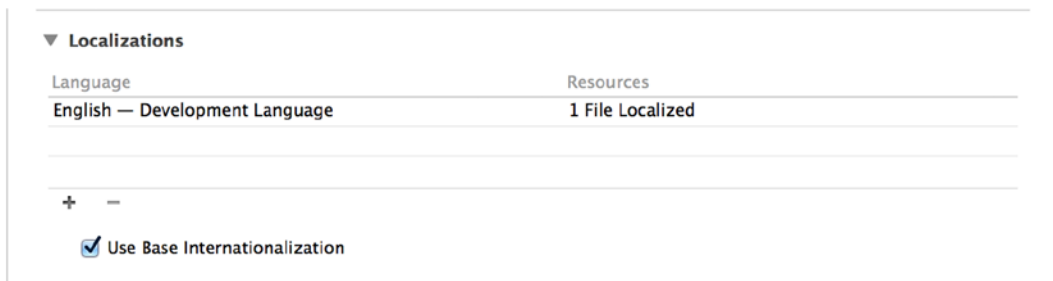 Localizations
Language Resources
English — Development Language 1 File Localized
+ −
Use Base Internationalization